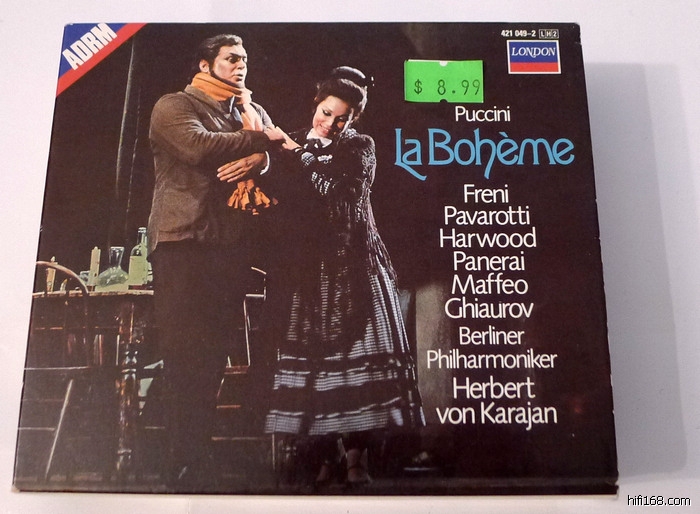 ADRM
421 049-2 LH2
LONDON
$ 8.99
Puccini
La Bohème
Freni
Pavarotti
Harwood
Panerai
Maffeo
Ghiaurov
Berliner
Philharmoniker
Herbert
von Karajan
hifi168.com